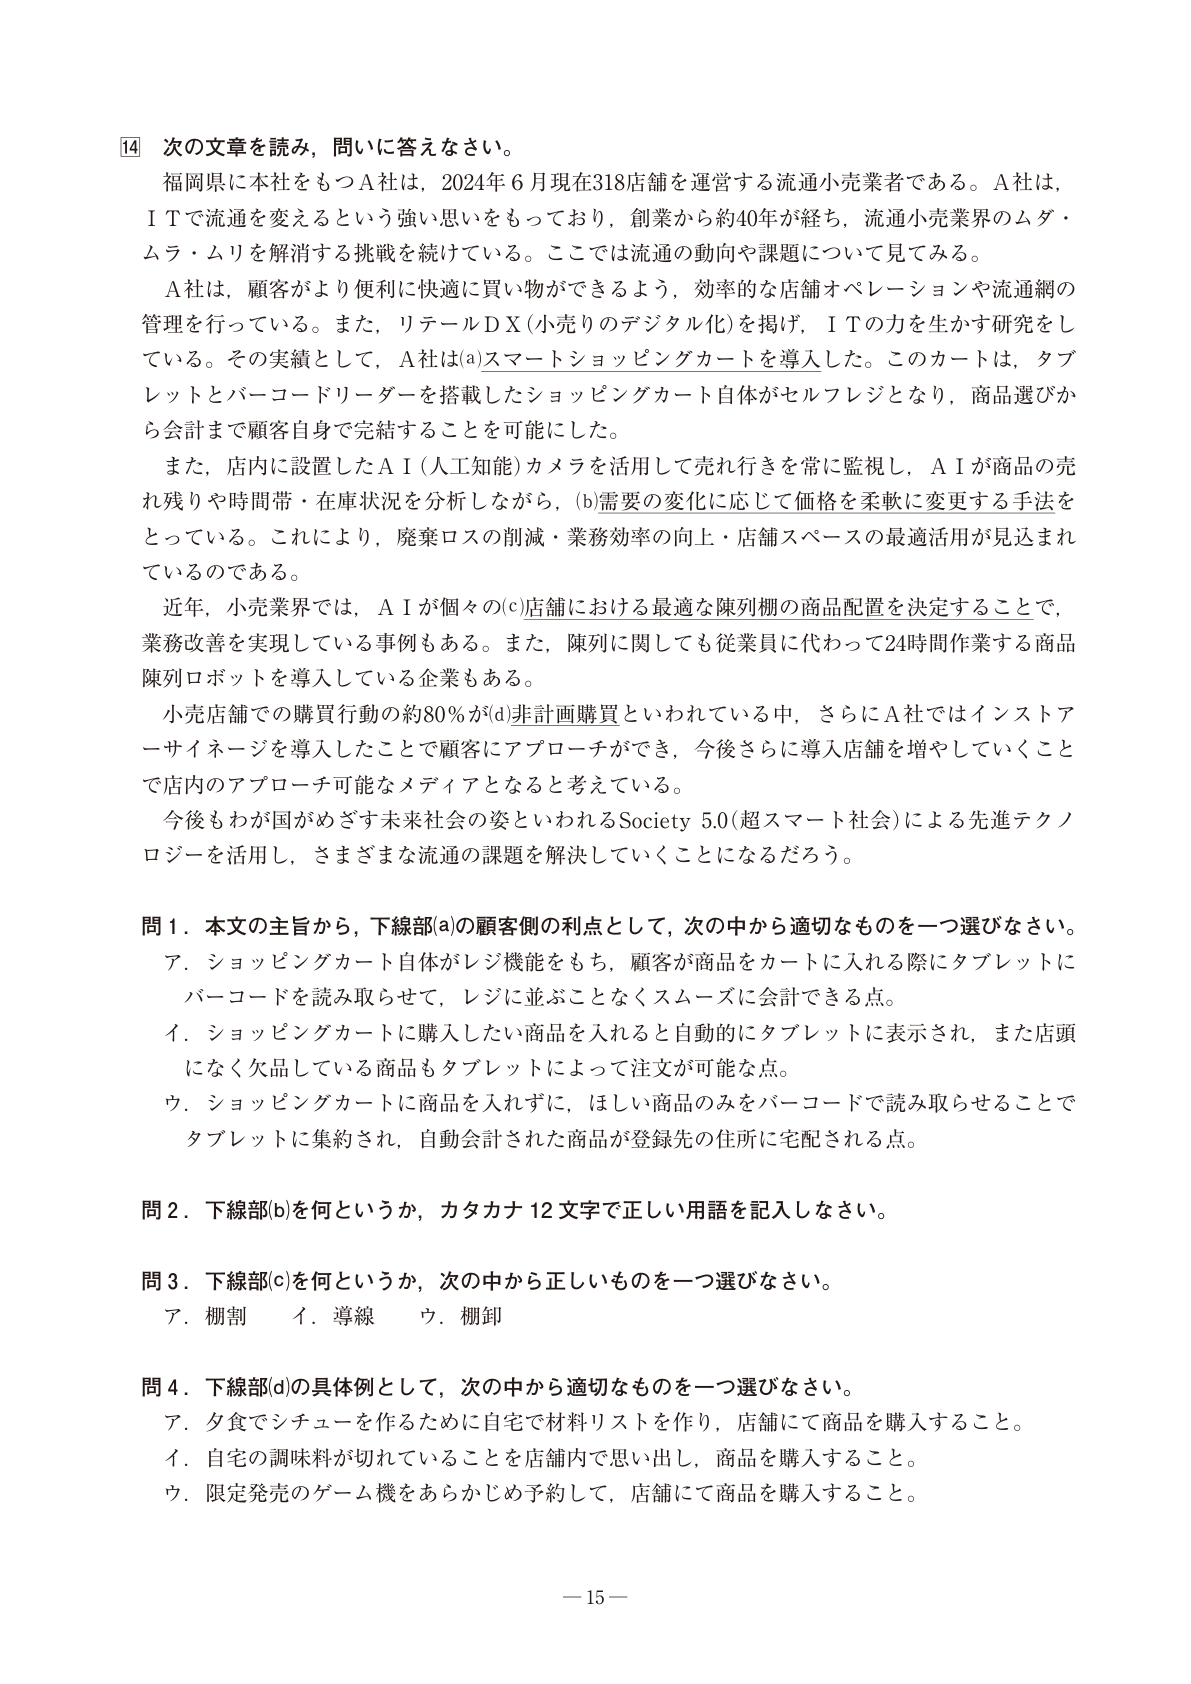 14 次の文章を読み，問いに答えなさい。
福岡県に本社をもつＡ社は，2024年６月現在318店舗を運営する流通小売業者である。Ａ社は，
ＩＴで流通を変えるという強い思いをもっており，創業から約40年が経ち，流通小売業界のムダ・
ムラ・ムリを解消する挑戦を続けている。ここでは流通の動向や課題について見てみる。
Ａ社は，顧客がより便利に快適に買い物ができるよう，効率的な店舗オペレーションや流通網の
管理を行っている。また，リテールＤＸ(小売りのデジタル化)を掲げ，ＩＴの力を生かす研究をし
ている。その実績として，Ａ社は(a)スマートショッピングカートを導入した。このカートは，タブ
レットとバーコードリーダーを搭載したショッピングカート自体がセルフレジとなり，商品選びか
ら会計まで顧客自身で完結することを可能にした。
また，店内に設置したＡＩ(人工知能)カメラを活用して売れ行きを常に監視し，ＡＩが商品の売
れ残りや時間帯・在庫状況を分析しながら，(b)需要の変化に応じて価格を柔軟に変更する手法を
とっている。これにより，廃棄ロスの削減・業務効率の向上・店舗スペースの最適活用が見込まれ
ているのである。
近年，小売業界では，ＡＩが個々の(c)店舗における最適な陳列棚の商品配置を決定することで，
業務改善を実現している事例もある。また，陳列に関しても従業員に代わって24時間作業する商品
陳列ロボットを導入している企業もある。
小売店舗での購買行動の約80％が(d)非計画購買といわれている中，さらにＡ社ではインストア
ーサイネージを導入したことで顧客にアプローチができ，今後さらに導入店舗を増やしていくこと
で店内のアプローチ可能なメディアとなると考えている。
今後もわが国がめざす未来社会の姿といわれるSociety 5.0(超スマート社会)による先進テクノ
ロジーを活用し，さまざまな流通の課題を解決していくことになるだろう。
問１．本文の主旨から，下線部(a)の顧客側の利点として，次の中から適切なものを一つ選びなさい。
ア．ショッピングカート自体がレジ機能をもち，顧客が商品をカートに入れる際にタブレットに
バーコードを読み取らせて，レジに並ぶことなくスムーズに会計できる点。
イ．ショッピングカートに購入したい商品を入れると自動的にタブレットに表示され，また店頭
になく欠品している商品もタブレットによって注文が可能な点。
ウ．ショッピングカートに商品を入れずに，ほしい商品のみをバーコードで読み取らせることで
タブレットに集約され，自動会計された商品が登録先の住所に宅配される点。
問２．下線部(b)を何というか，カタカナ 12 文字で正しい用語を記入しなさい。
問３．下線部(c)を何というか，次の中から正しいものを一つ選びなさい。
ア．棚割　　イ．導線　　ウ．棚卸
問４．下線部(d)の具体例として，次の中から適切なものを一つ選びなさい。
ア．夕食でシチューを作るために自宅で材料リストを作り，店舗にて商品を購入すること。
イ．自宅の調味料が切れていることを店舗内で思い出し，商品を購入すること。
ウ．限定発売のゲーム機をあらかじめ予約して，店舗にて商品を購入すること。
― 15 ―